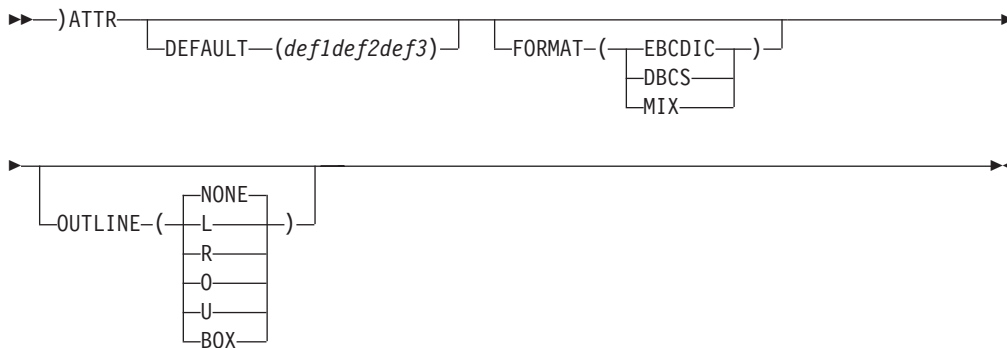 )ATTR
DEFAULT (def1def2def3)
FORMAT ( EBCDIC )
DBCS
MIX
NONE
OUTLINE ( L )
R
O
U
BOX